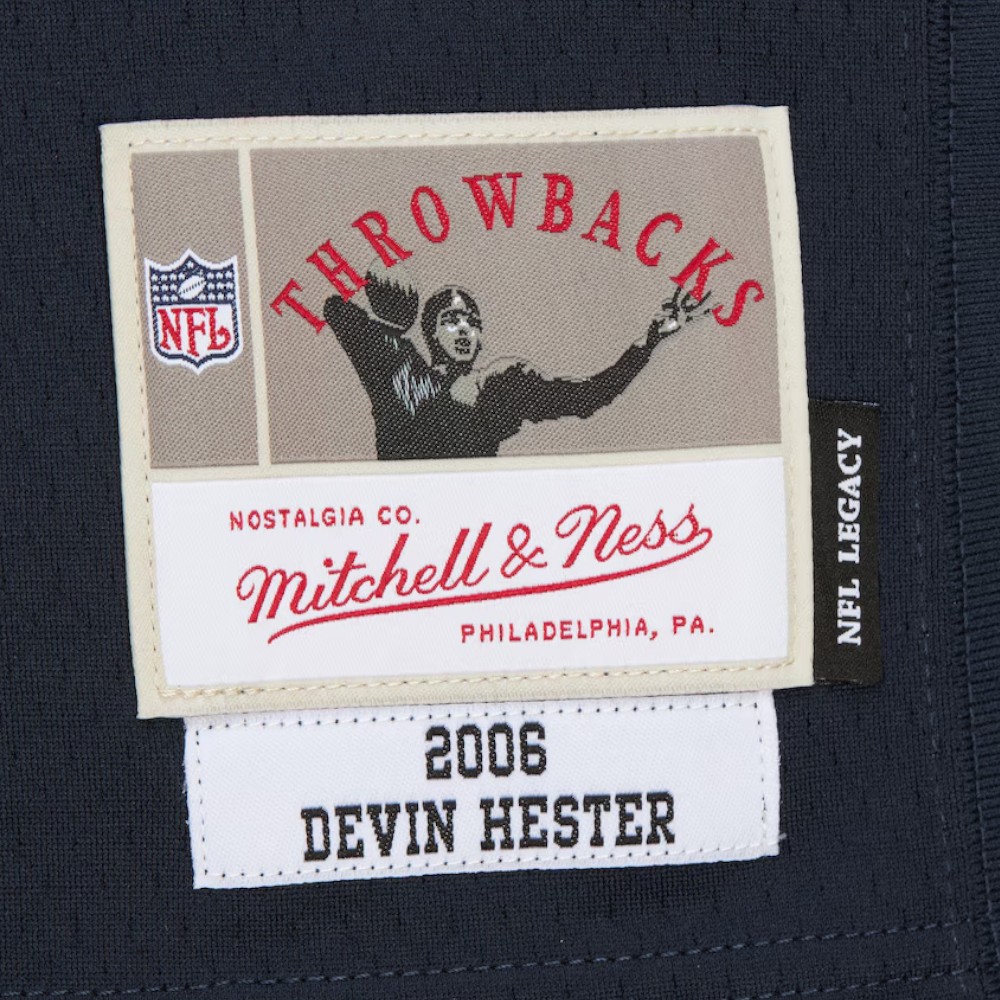 THROWBACKS
NFL
NOSTALGIA CO.
Mitchell & Ness
PHILADELPHIA, PA.
NFL LEGACY
2006
DEVIN HESTER